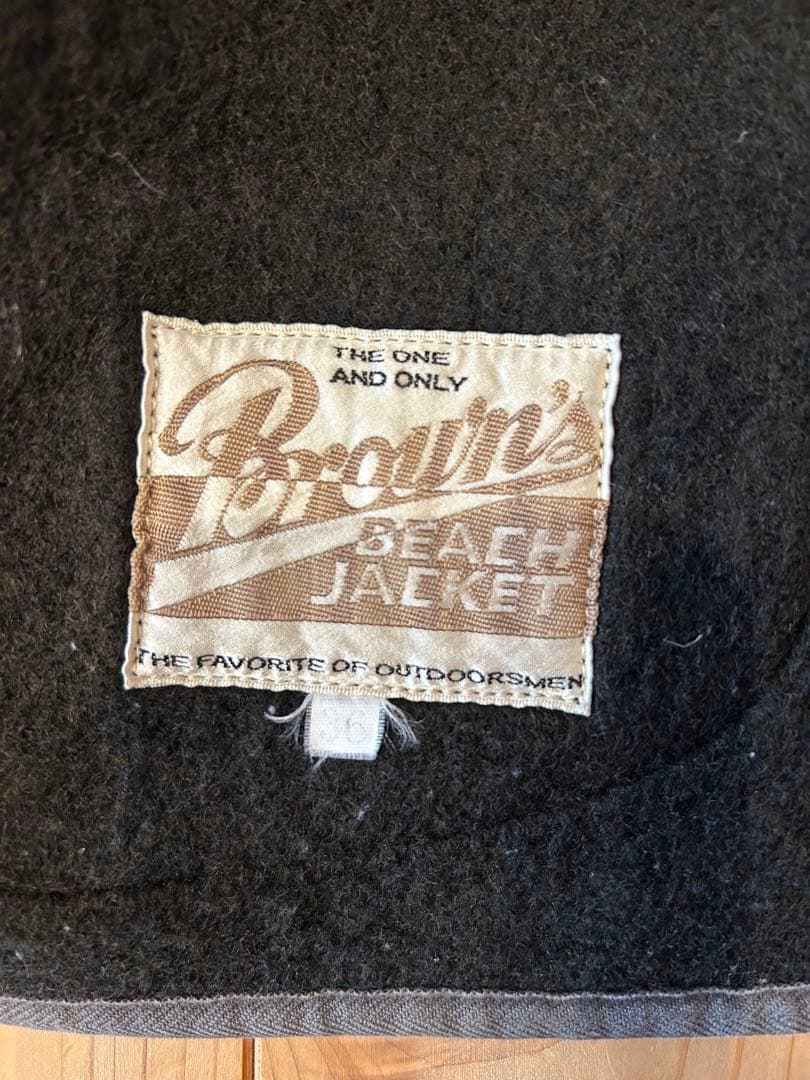 THE ONE
AND ONLY
Brown's
BEACH
JACKET
THE FAVORITE OF OUTDOORSMEN
36